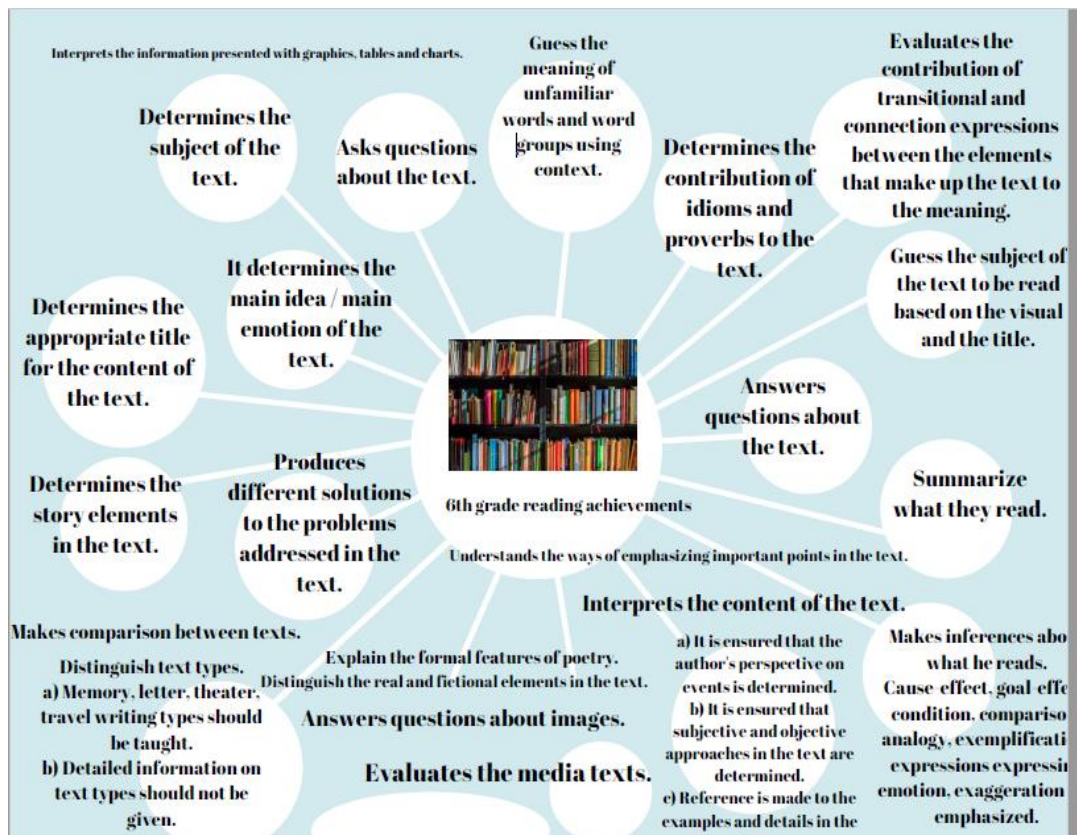 Interprets the information presented with graphics, tables and charts.
Determines the
subject of the
text.
Asks questions
about the text.
Guess the
meaning of
unfamiliar
words and word
groups using
context.
Determines the
contribution of
idioms and
proverbs to the
text.
Evaluates the
contribution of
transitional and
connection expressions
between the elements
that make up the text to
the meaning.
Guess the subject of
the text to be read
based on the visual
and the title.
It determines the
main idea / main
emotion of the
text.
Determines the
appropriate title
for the content of
the text.
Answers
questions about
the text.
Determines the
story elements
in the text.
Produces
different solutions
to the problems
addressed in the
text.
Summarize
what they read.
6th grade reading achievements
Understands the ways of emphasizing important points in the text.
Interprets the content of the text.
Makes comparison between texts.
Distinguish text types.
a) Memory, letter, theater,
travel writing types should
be taught.
b) Detailed information on
text types should not be
given.
Explain the formal features of poetry.
Distinguish the real and fictional elements in the text.
Answers questions about images.
Evaluates the media texts.
a) It is ensured that the
author's perspective on
events is determined.
b) It is ensured that
subjective and objective
approaches in the text are
determined.
c) Reference is made to the
examples and details in the
Makes inferences abo
what he reads.
Cause-effect, goal-effe
condition, compariso
analogy, exemplificati
expressions expressin
emotion, exaggeration
emphasized.